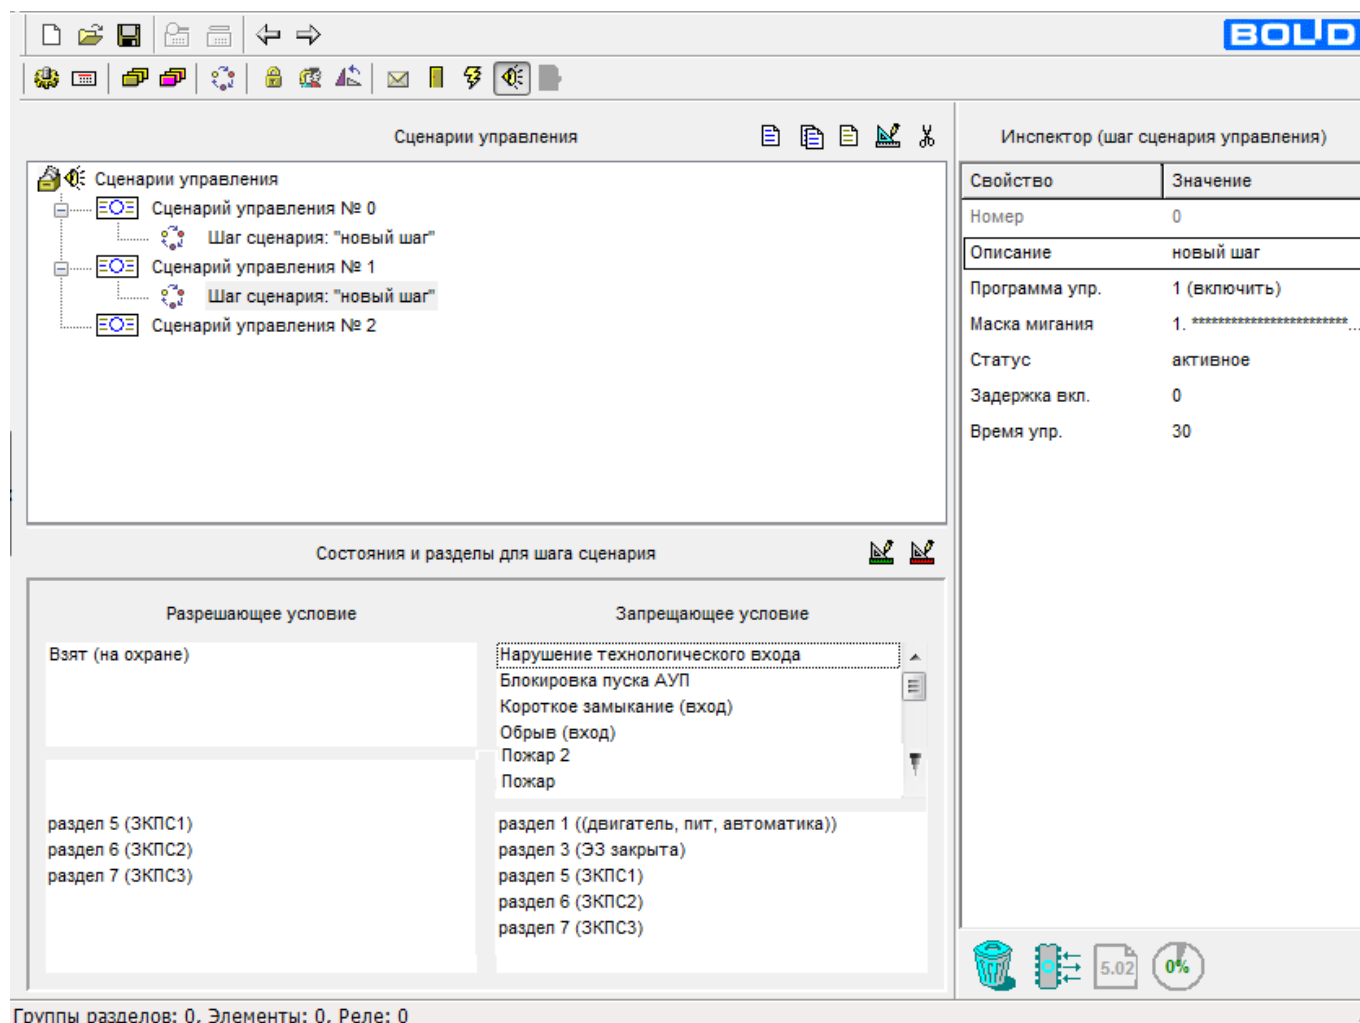 BOLID
Сценарии управления
Инспектор (шаг сценария управления)
Сценарии управления
Сценарий управления № 0
Шаг сценария: "новый шаг"
Сценарий управления № 1
Шаг сценария: "новый шаг"
Сценарий управления № 2
Свойство Значение
Номер 0
Описание новый шаг
Программа упр. 1 (включить)
Маска мигания 1. ************************...
Статус активное
Задержка вкл. 0
Время упр. 30
Состояния и разделы для шага сценария
Разрешающее условие
Взят (на охране)
раздел 5 (ЗКПС1)
раздел 6 (ЗКПС2)
раздел 7 (ЗКПС3)
Запрещающее условие
Нарушение технологического входа
Блокировка пуска АУП
Короткое замыкание (вход)
Обрыв (вход)
Пожар 2
Пожар
раздел 1 ((двигатель, пит, автоматика))
раздел 3 (ЭЗ закрыта)
раздел 5 (ЗКПС1)
раздел 6 (ЗКПС2)
раздел 7 (ЗКПС3)
5.02
0%
Группы разделов: 0, Элементы: 0, Реле: 0